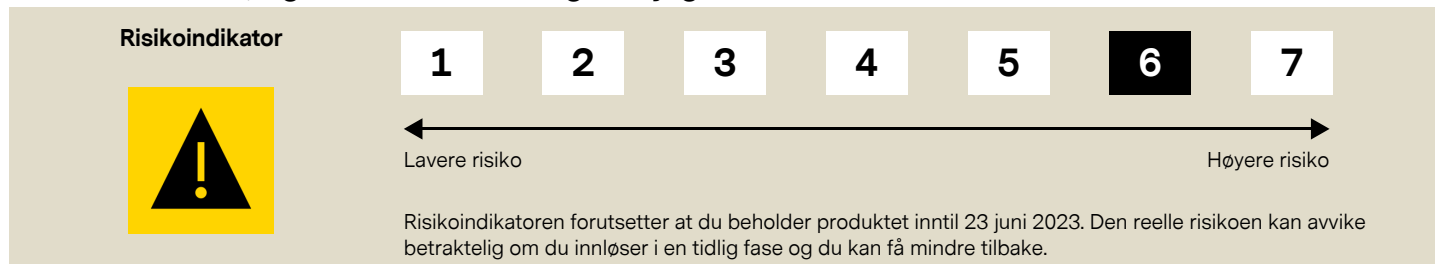 Risikoindikator
1 2 3 4 5 6 7
Lavere risiko Høyere risiko
Risikoindikatoren forutsetter at du beholder produktet inntil 23 juni 2023. Den reelle risikoen kan avvike
betraktelig om du innløser i en tidlig fase og du kan få mindre tilbake.